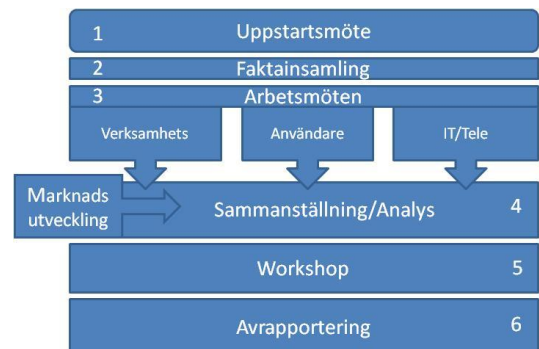 1 Uppstartsmöte
2 Faktainsamling
3 Arbetsmöten
Verksamhets
Användare
IT/Tele
Marknads
utveckling
Sammanställning/Analys 4
Workshop 5
Avrapportering 6